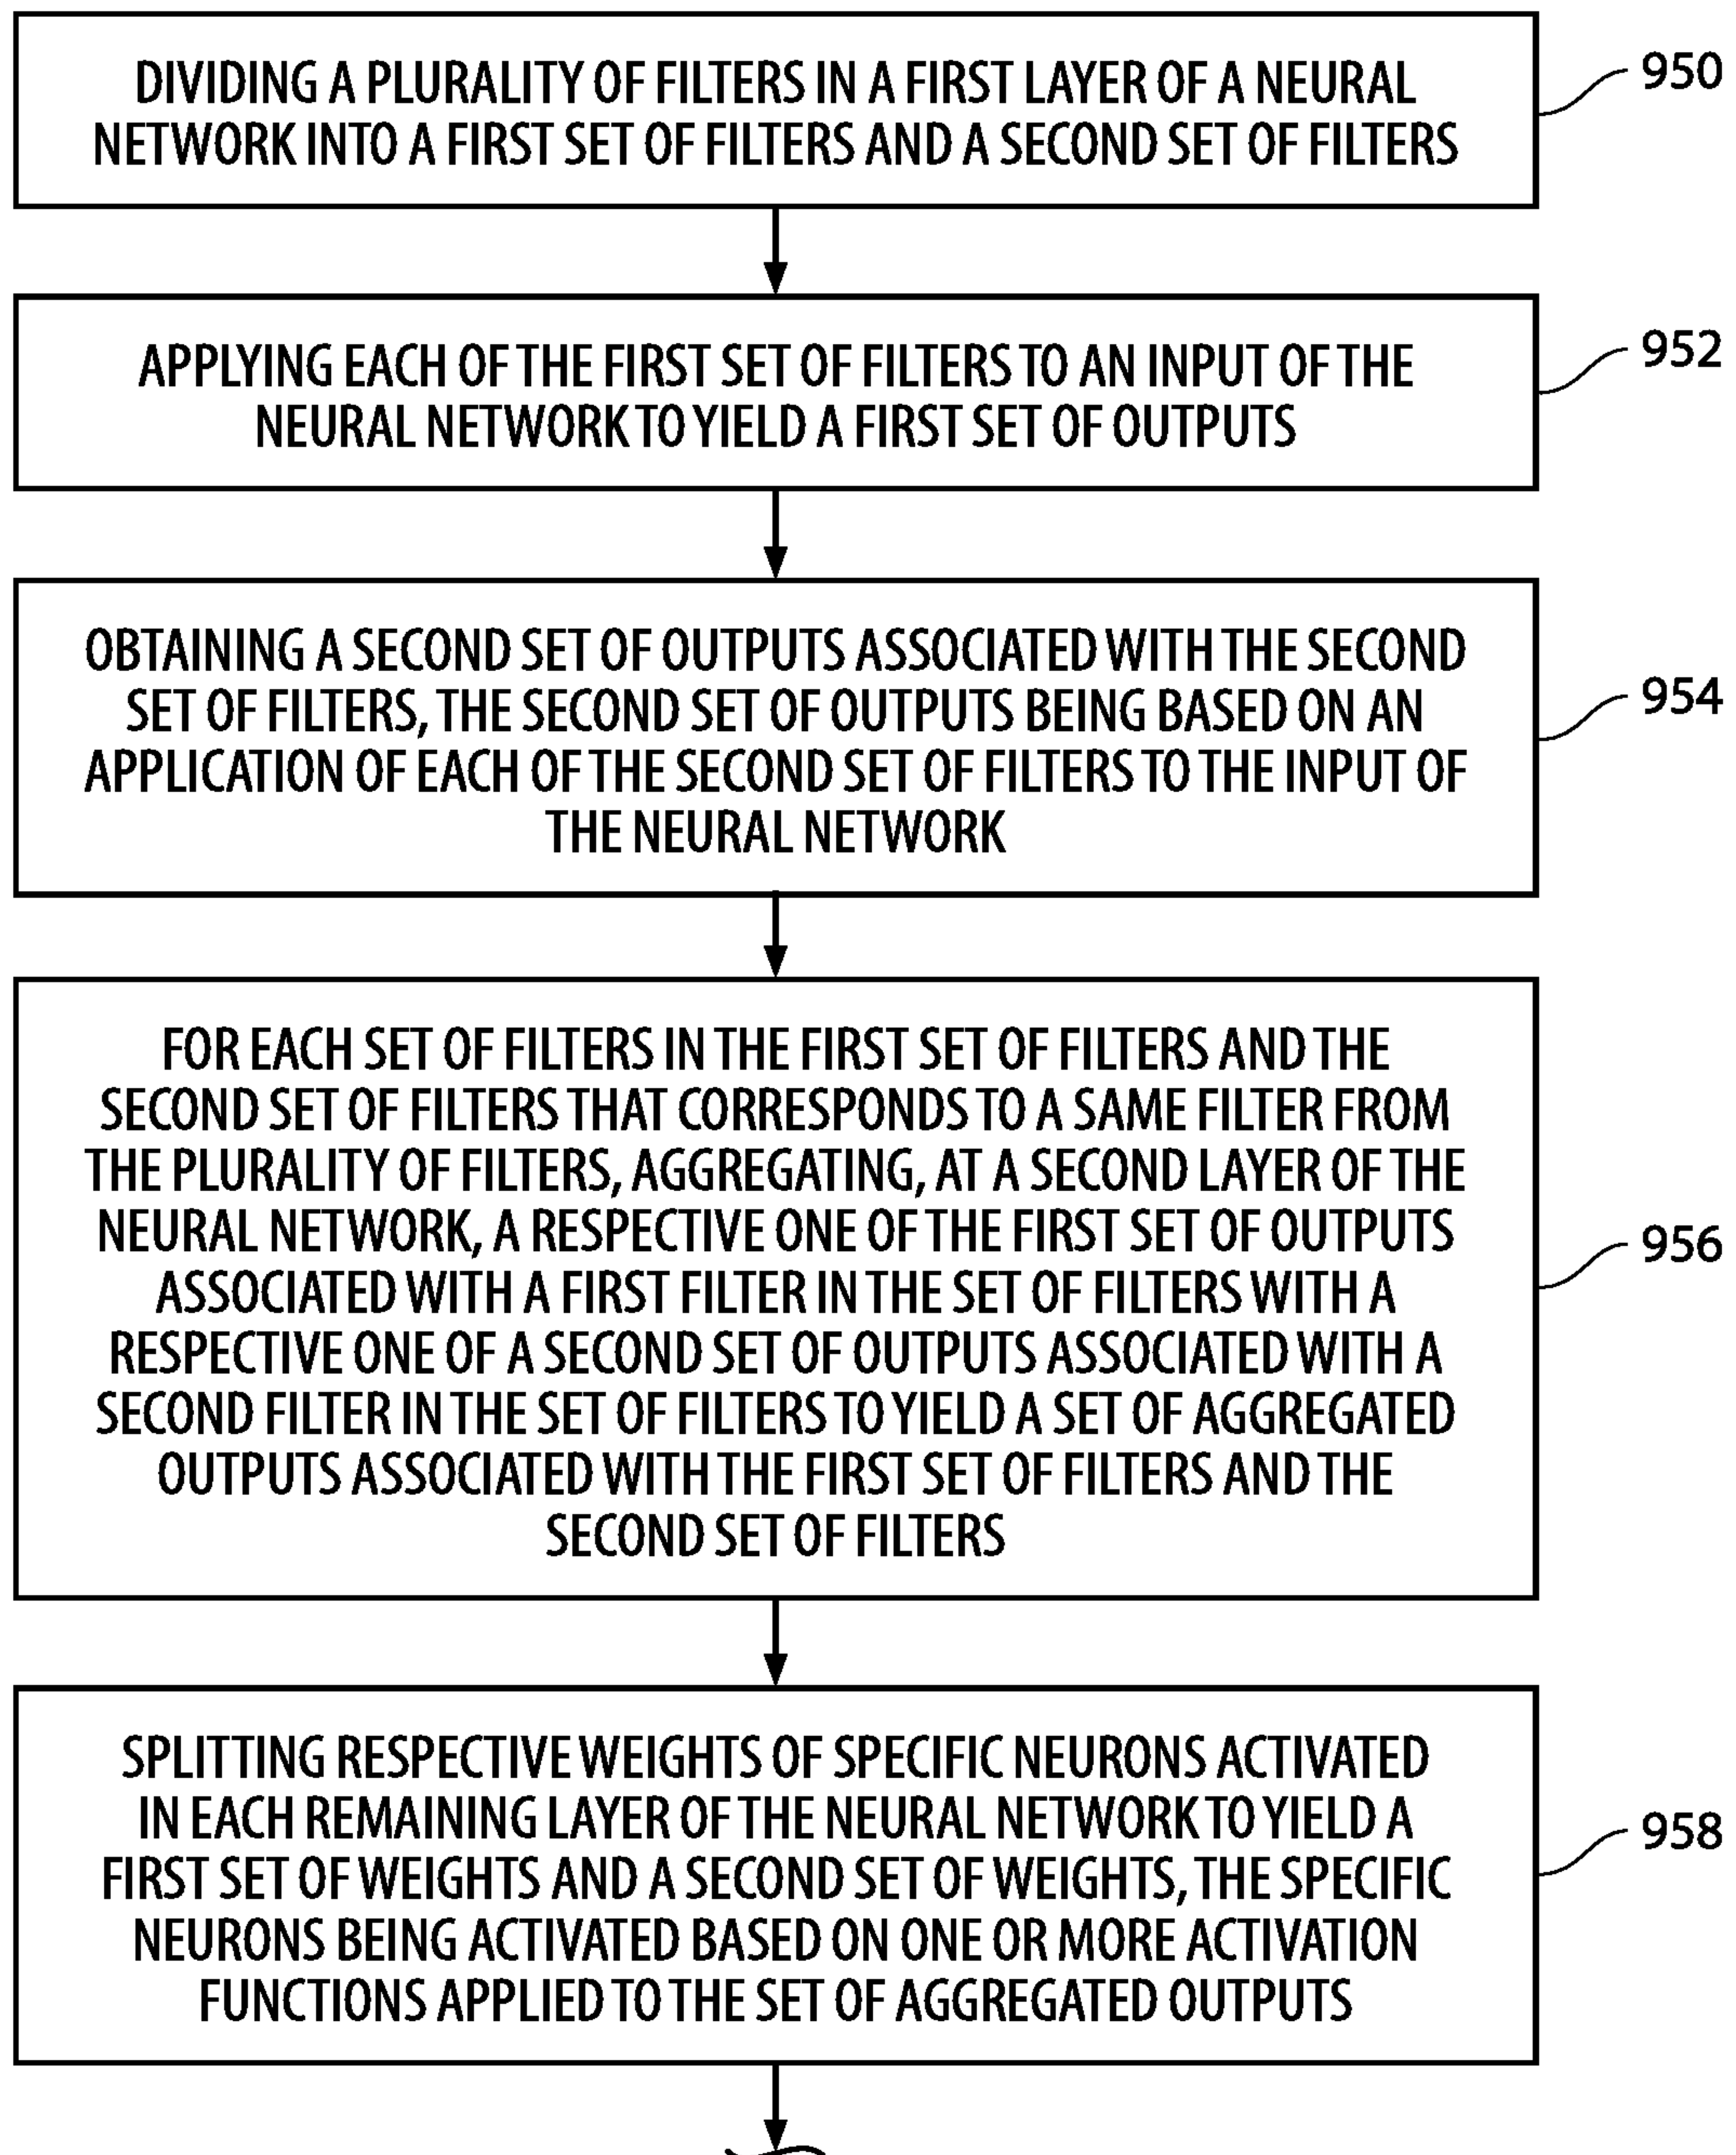 DIVIDING A PLURALITY OF FILTERS IN A FIRST LAYER OF A NEURAL
NETWORK INTO A FIRST SET OF FILTERS AND A SECOND SET OF FILTERS
950
APPLYING EACH OF THE FIRST SET OF FILTERS TO AN INPUT OF THE
NEURAL NETWORK TO YIELD A FIRST SET OF OUTPUTS
952
OBTAINING A SECOND SET OF OUTPUTS ASSOCIATED WITH THE SECOND
SET OF FILTERS, THE SECOND SET OF OUTPUTS BEING BASED ON AN
APPLICATION OF EACH OF THE SECOND SET OF FILTERS TO THE INPUT OF
THE NEURAL NETWORK
954
FOR EACH SET OF FILTERS IN THE FIRST SET OF FILTERS AND THE
SECOND SET OF FILTERS THAT CORRESPONDS TO A SAME FILTER FROM
THE PLURALITY OF FILTERS, AGGREGATING, AT A SECOND LAYER OF THE
NEURAL NETWORK, A RESPECTIVE ONE OF THE FIRST SET OF OUTPUTS
ASSOCIATED WITH A FIRST FILTER IN THE SET OF FILTERS WITH A
RESPECTIVE ONE OF A SECOND SET OF OUTPUTS ASSOCIATED WITH A
SECOND FILTER IN THE SET OF FILTERS TO YIELD A SET OF AGGREGATED
OUTPUTS ASSOCIATED WITH THE FIRST SET OF FILTERS AND THE
SECOND SET OF FILTERS
956
SPLITTING RESPECTIVE WEIGHTS OF SPECIFIC NEURONS ACTIVATED
IN EACH REMAINING LAYER OF THE NEURAL NETWORK TO YIELD A
FIRST SET OF WEIGHTS AND A SECOND SET OF WEIGHTS, THE SPECIFIC
NEURONS BEING ACTIVATED BASED ON ONE OR MORE ACTIVATION
FUNCTIONS APPLIED TO THE SET OF AGGREGATED OUTPUTS
958